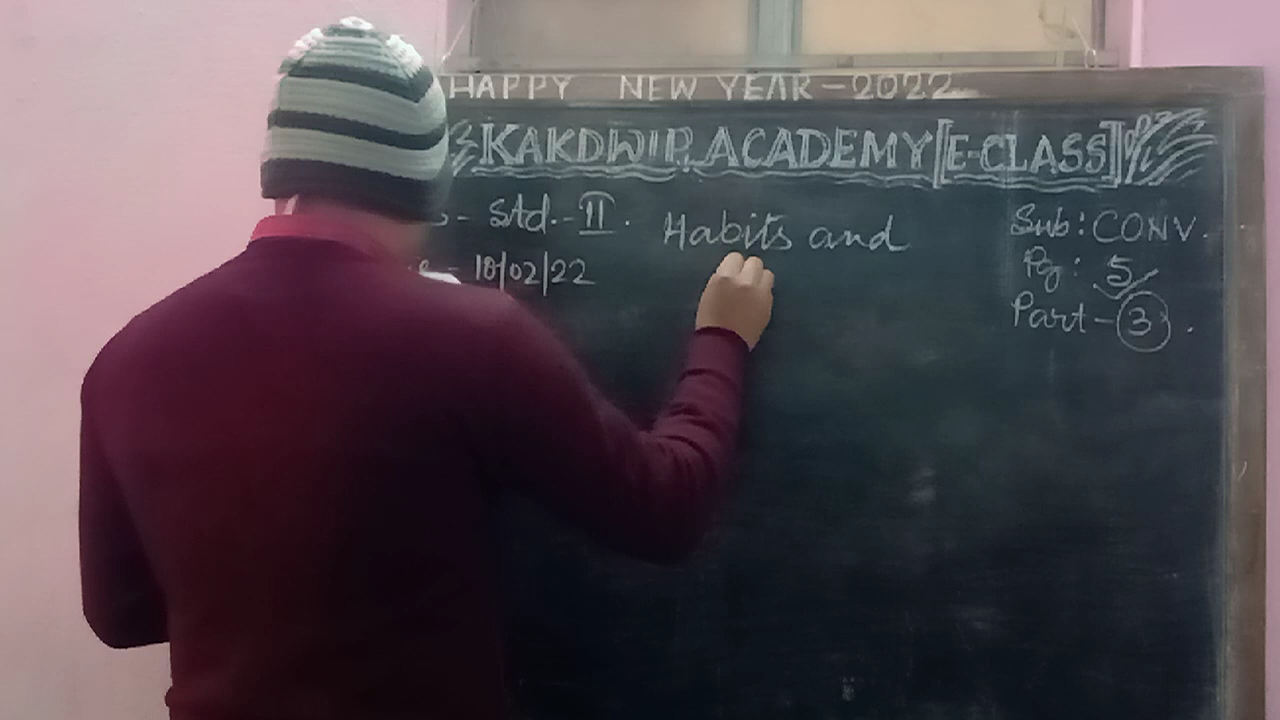 HAPPY NEW YEAR-2022
KAKDWIP ACADEMY [E-CLASS]
- Std.-II. Habits and
- 10/02/22
Sub: CONV.
Pg: 5/
Part-3.